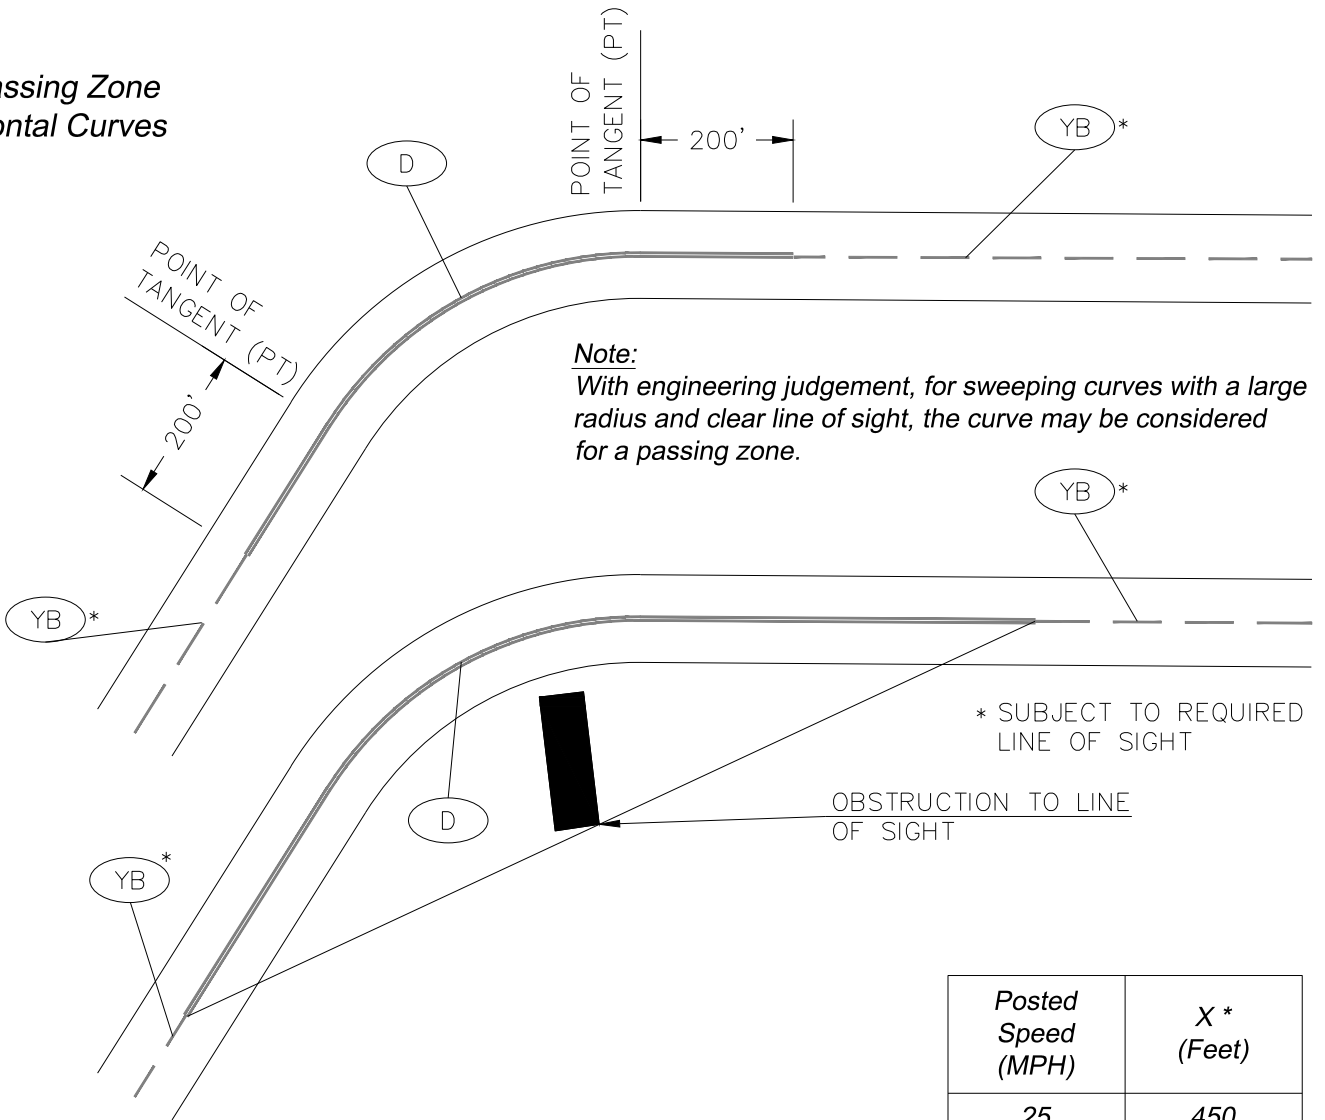 assing Zone
ontal Curves
POINT OF
TANGENT (PT)
200'
YB *
D
POINT OF
TANGENT (PT)
200'
Note:
With engineering judgement, for sweeping curves with a large
radius and clear line of sight, the curve may be considered
for a passing zone.
YB *
YB *
* SUBJECT TO REQUIRED
LINE OF SIGHT
OBSTRUCTION TO LINE
OF SIGHT
D
YB *
Posted
Speed
(MPH)
X *
(Feet)
25
450